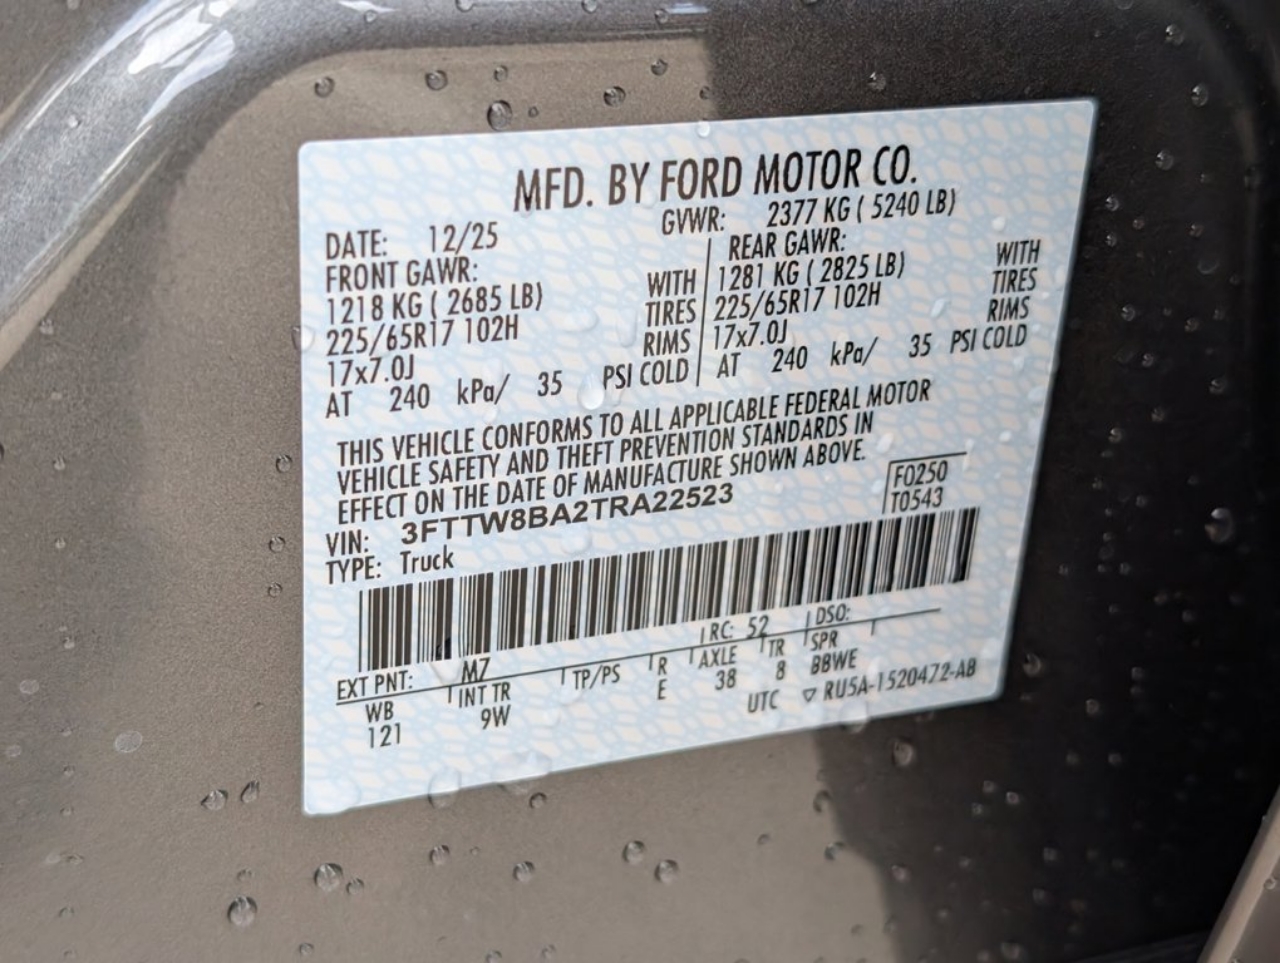 MFD. BY FORD MOTOR CO.
DATE: 12/25 GVWR: 2377 KG ( 5240 LB)
FRONT GAWR: REAR GAWR:
1218 KG ( 2685 LB) WITH 1281 KG ( 2825 LB) WITH
225/65R17 102H TIRES 225/65R17 102H TIRES
17x7.0J RIMS 17x7.0J RIMS
AT 240 kPa/ 35 PSI COLD AT 240 kPa/ 35 PSI COLD
THIS VEHICLE CONFORMS TO ALL APPLICABLE FEDERAL MOTOR
VEHICLE SAFETY AND THEFT PREVENTION STANDARDS IN
EFFECT ON THE DATE OF MANUFACTURE SHOWN ABOVE.
VIN: 3FTTW8BA2TRA22523 F0250
TYPE: Truck T0543
EXT PNT: MZ RC: 52 DSO:
WB INT TR TP/PS R AXLE TR SPR
121 9W E 38 8 BBWE
UTC ▽ RU5A-1520472-AB